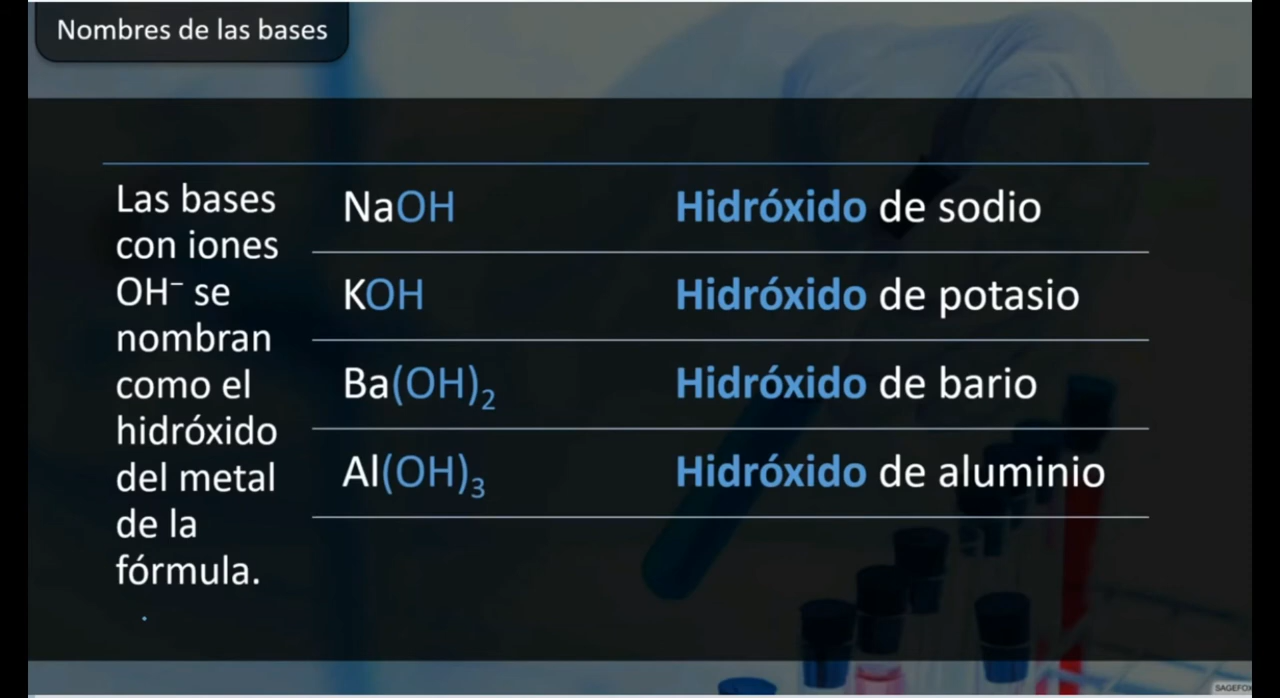 Nombres de las bases
Las bases
con iones
OH⁻ se
nombran
como el
hidróxido
del metal
de la
fórmula.
NaOH Hidróxido de sodio
KOH Hidróxido de potasio
Ba(OH)₂ Hidróxido de bario
Al(OH)₃ Hidróxido de aluminio